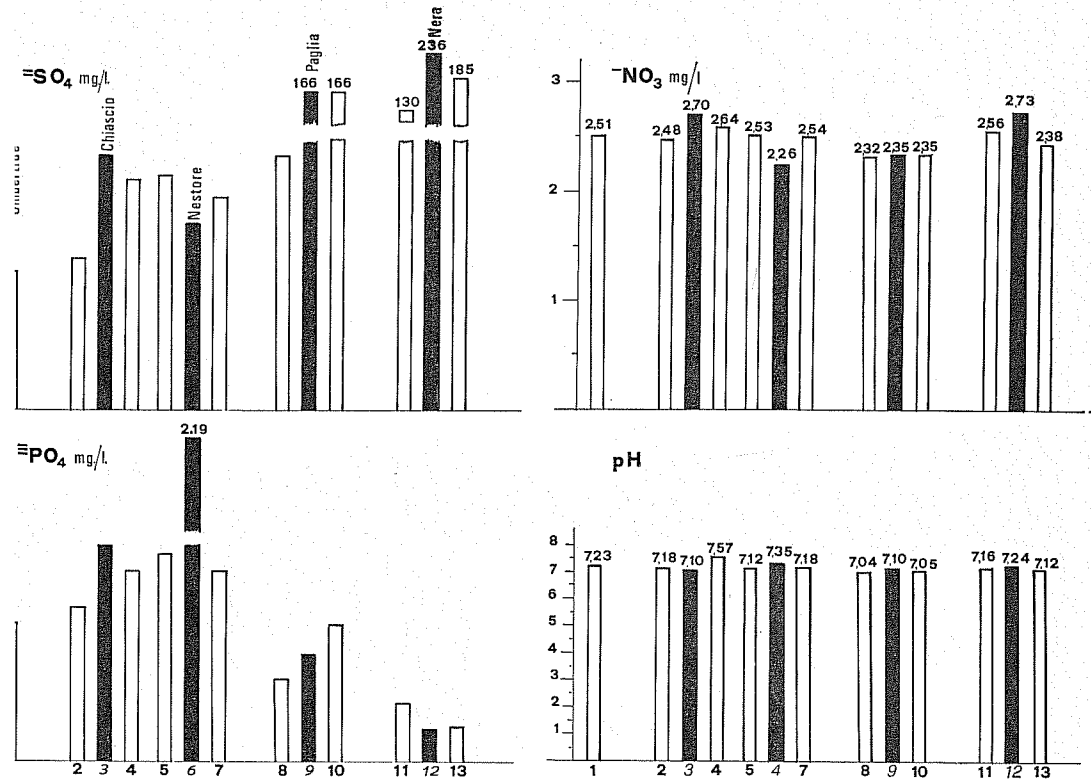 =SO4 mg/l.
Chiascio
Nestore
Paglia
Nera
166 166
130 236 185
-NO3 mg/l
3
2
1
2,51
2,48 2,70 2,64 2,53 2,26 2,54
2,32 2,35 2,35
2,56 2,73 2,38
≡PO4 mg/l.
2.19
2 3 4 5 6 7 8 9 10 11 12 13
pH
8
7
6
5
4
3
2
1
7,23
7,18 7,10 7,57 7,12 7,35 7,18
7,04 7,10 7,05
7,16 7,24 7,12
1 2 3 4 5 4 7 8 9 10 11 12 13